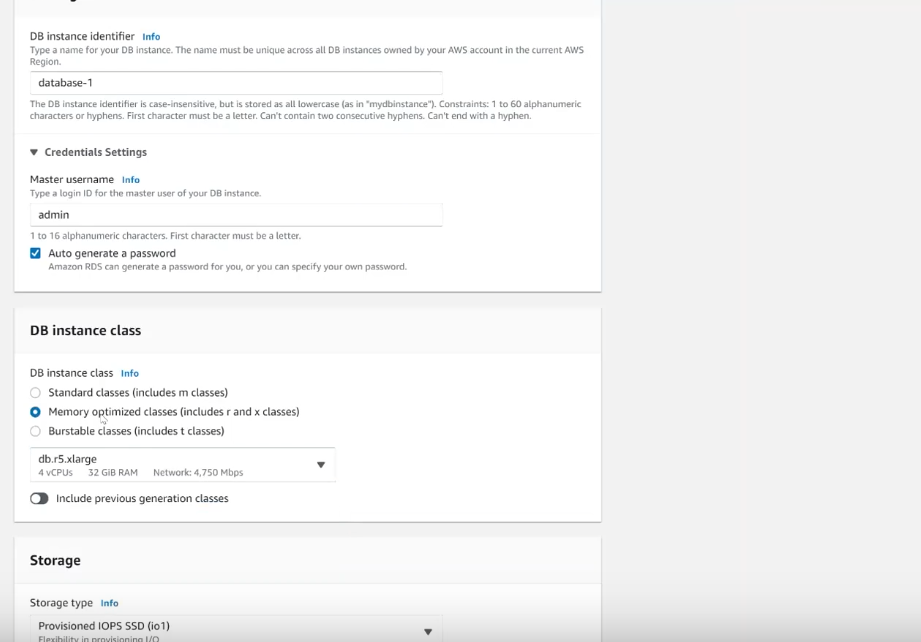 DB instance identifier Info
Type a name for your DB instance. The name must be unique across all DB instances owned by your AWS account in the current AWS
Region.
database-1
The DB instance identifier is case-insensitive, but is stored as all lowercase (as in "mydbinstance"). Constraints: 1 to 60 alphanumeric
characters or hyphens. First character must be a letter. Can't contain two consecutive hyphens. Can't end with a hyphen.
Credentials Settings
Master username Info
Type a login ID for the master user of your DB instance.
admin
1 to 16 alphanumeric characters. First character must be a letter.
Auto generate a password
Amazon RDS can generate a password for you, or you can specify your own password.
DB instance class
DB instance class Info
Standard classes (includes m classes)
Memory optimized classes (includes r and x classes)
Burstable classes (includes t classes)
db.r5.xlarge
4 vCPUs 32 GiB RAM Network: 4,750 Mbps
Include previous generation classes
Storage
Storage type Info
Provisioned IOPS SSD (io1)
Flexibility in provisioning I/O